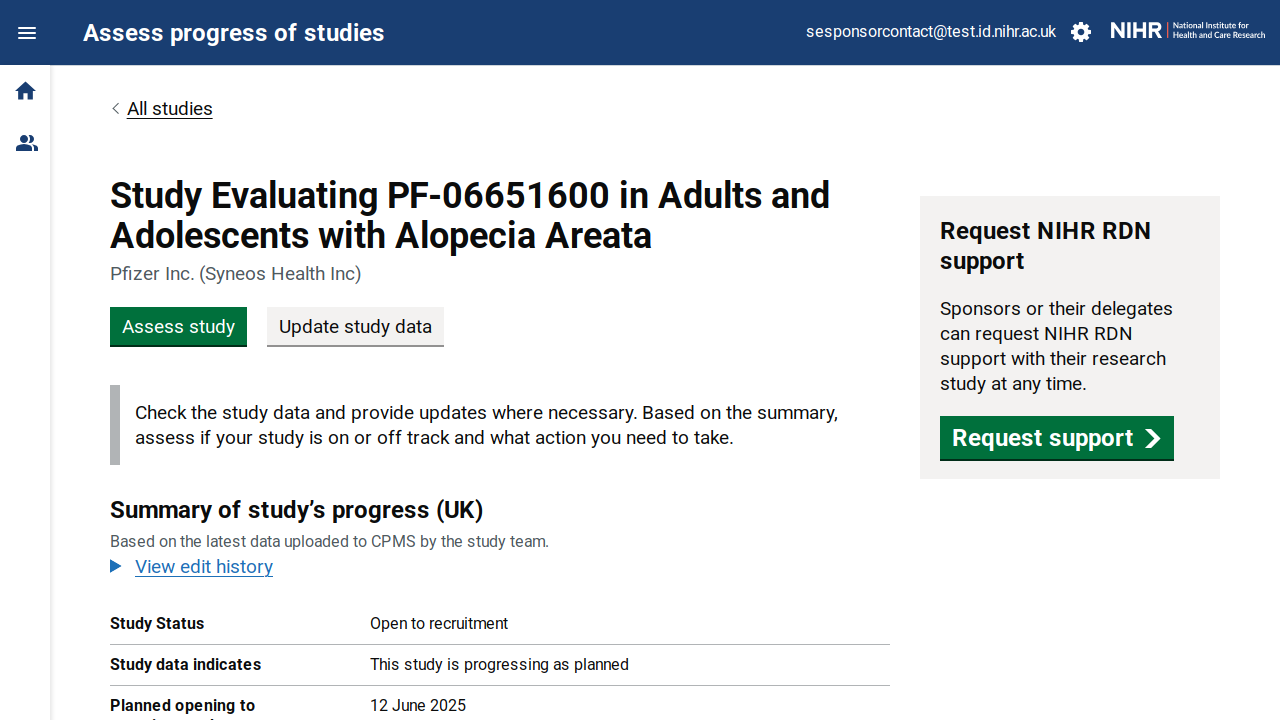 Assess progress of studies
sesponsorcontact@test.id.nihr.ac.uk
NIHR
National Institute for
Health and Care Research
All studies
Study Evaluating PF-06651600 in Adults and
Adolescents with Alopecia Areata
Pfizer Inc. (Syneos Health Inc)
Assess study
Update study data
Check the study data and provide updates where necessary. Based on the summary,
assess if your study is on or off track and what action you need to take.
Request NIHR RDN
support
Sponsors or their delegates
can request NIHR RDN
support with their research
study at any time.
Request support
Summary of study’s progress (UK)
Based on the latest data uploaded to CPMS by the study team.
View edit history
Study Status
Open to recruitment
Study data indicates
This study is progressing as planned
Planned opening to
12 June 2025